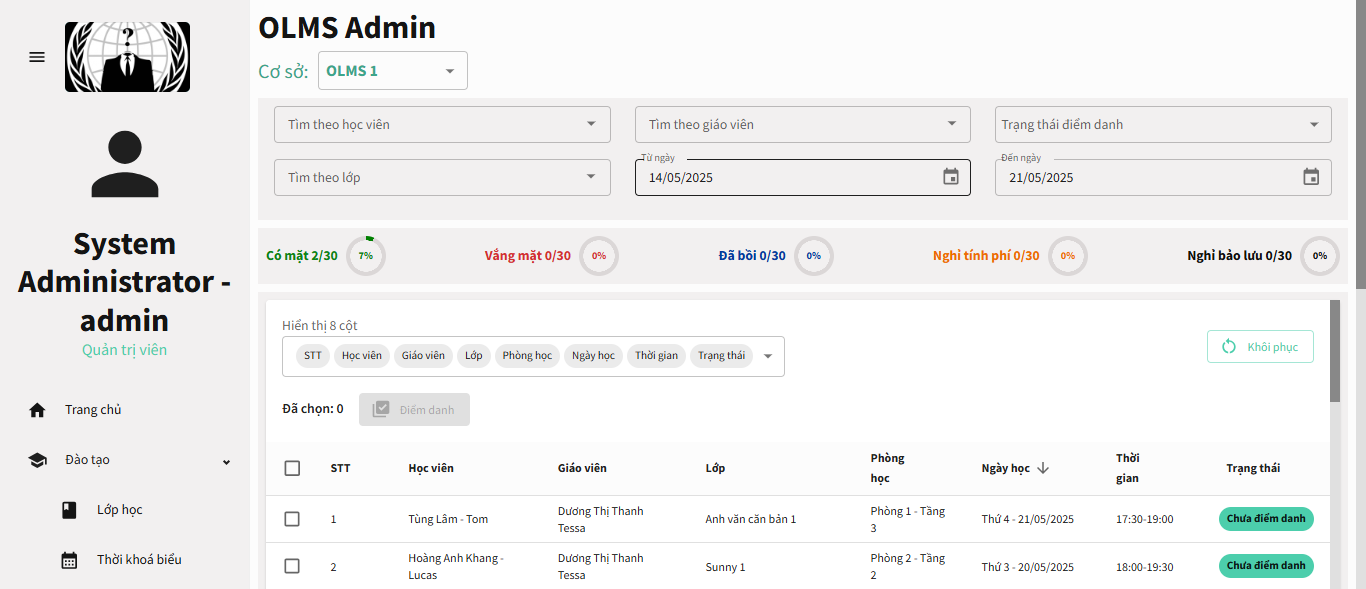 OLMS Admin
Cơ sở: OLMS 1
Tìm theo học viên
Tìm theo giáo viên
Trạng thái điểm danh
Tìm theo lớp
Từ ngày
14/05/2025
Đến ngày
21/05/2025
Có mặt 2/30 7%
Vắng mặt 0/30 0%
Đã bồi 0/30 0%
Nghỉ tính phí 0/30 0%
Nghỉ bảo lưu 0/30 0%
System
Administrator -
admin
Quản trị viên
Trang chủ
Đào tạo
Lớp học
Thời khoá biểu
Hiển thị 8 cột
STT Học viên Giáo viên Lớp Phòng học Ngày học Thời gian Trạng thái
Khôi phục
Đã chọn: 0 Điểm danh
STT Học viên Giáo viên Lớp Phòng học Ngày học Thời gian Trạng thái
1 Tùng Lâm - Tom Dương Thị Thanh Tessa Anh văn căn bản 1 Phòng 1 - Tầng 3 Thứ 4 - 21/05/2025 17:30-19:00 Chưa điểm danh
2 Hoàng Anh Khang - Lucas Dương Thị Thanh Tessa Sunny 1 Phòng 2 - Tầng 2 Thứ 3 - 20/05/2025 18:00-19:30 Chưa điểm danh